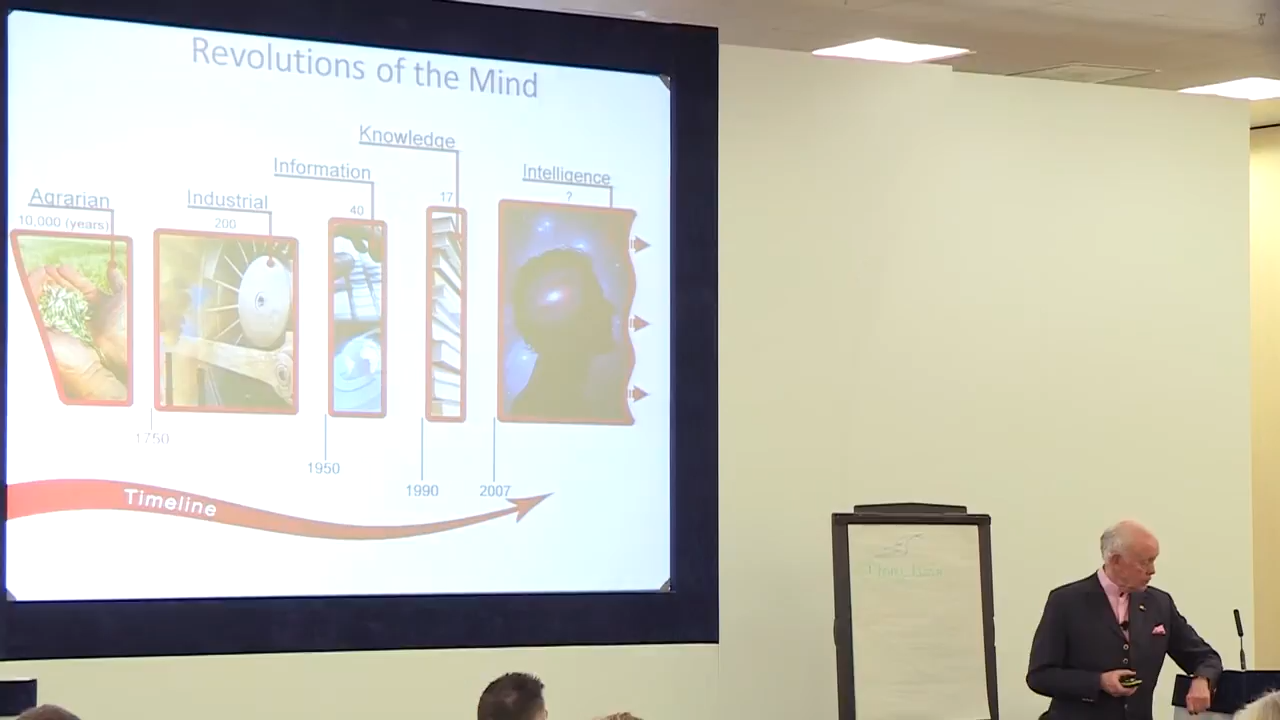 Revolutions of the Mind
Agrarian
10,000 (years)
Industrial
200
Information
40
Knowledge
17
Intelligence
?
1750
1950
1990
2007
Timeline